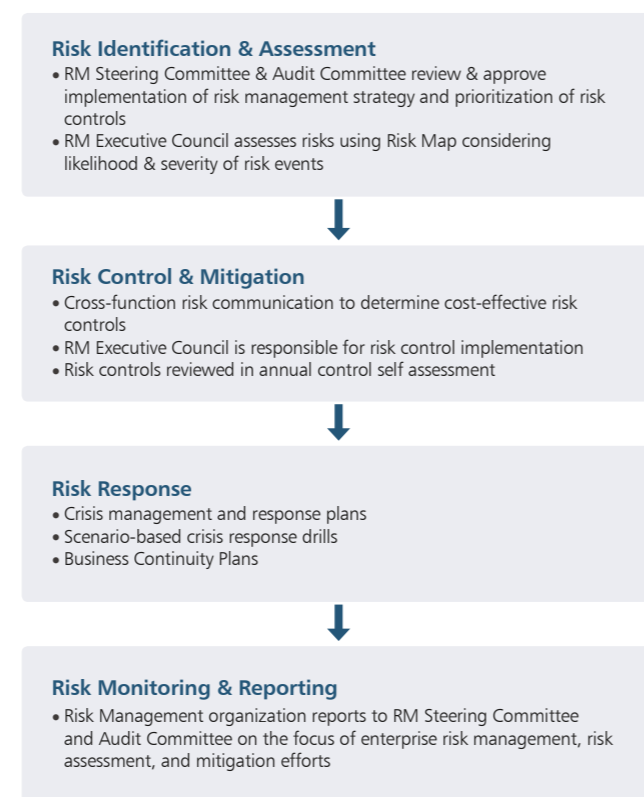 Risk Identification & Assessment
• RM Steering Committee & Audit Committee review & approve
implementation of risk management strategy and prioritization of risk
controls
• RM Executive Council assesses risks using Risk Map considering
likelihood & severity of risk events
Risk Control & Mitigation
• Cross-function risk communication to determine cost-effective risk
controls
• RM Executive Council is responsible for risk control implementation
• Risk controls reviewed in annual control self assessment
Risk Response
• Crisis management and response plans
• Scenario-based crisis response drills
• Business Continuity Plans
Risk Monitoring & Reporting
• Risk Management organization reports to RM Steering Committee
and Audit Committee on the focus of enterprise risk management, risk
assessment, and mitigation efforts